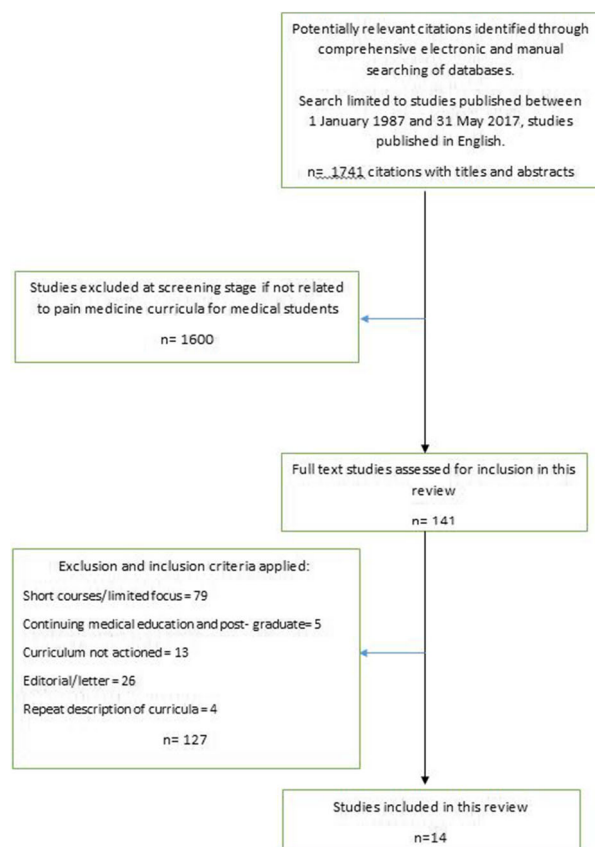 Potentially relevant citations identified through
comprehensive electronic and manual
searching of databases.
Search limited to studies published between
1 January 1987 and 31 May 2017, studies
published in English.
n= 1741 citations with titles and abstracts
Studies excluded at screening stage if not related
to pain medicine curricula for medical students
n= 1600
Full text studies assessed for inclusion in this
review
n= 141
Exclusion and inclusion criteria applied:
Short courses/limited focus = 79
Continuing medical education and post- graduate= 5
Curriculum not actioned = 13
Editorial/letter = 26
Repeat description of curricula = 4
n= 127
Studies included in this review
n=14